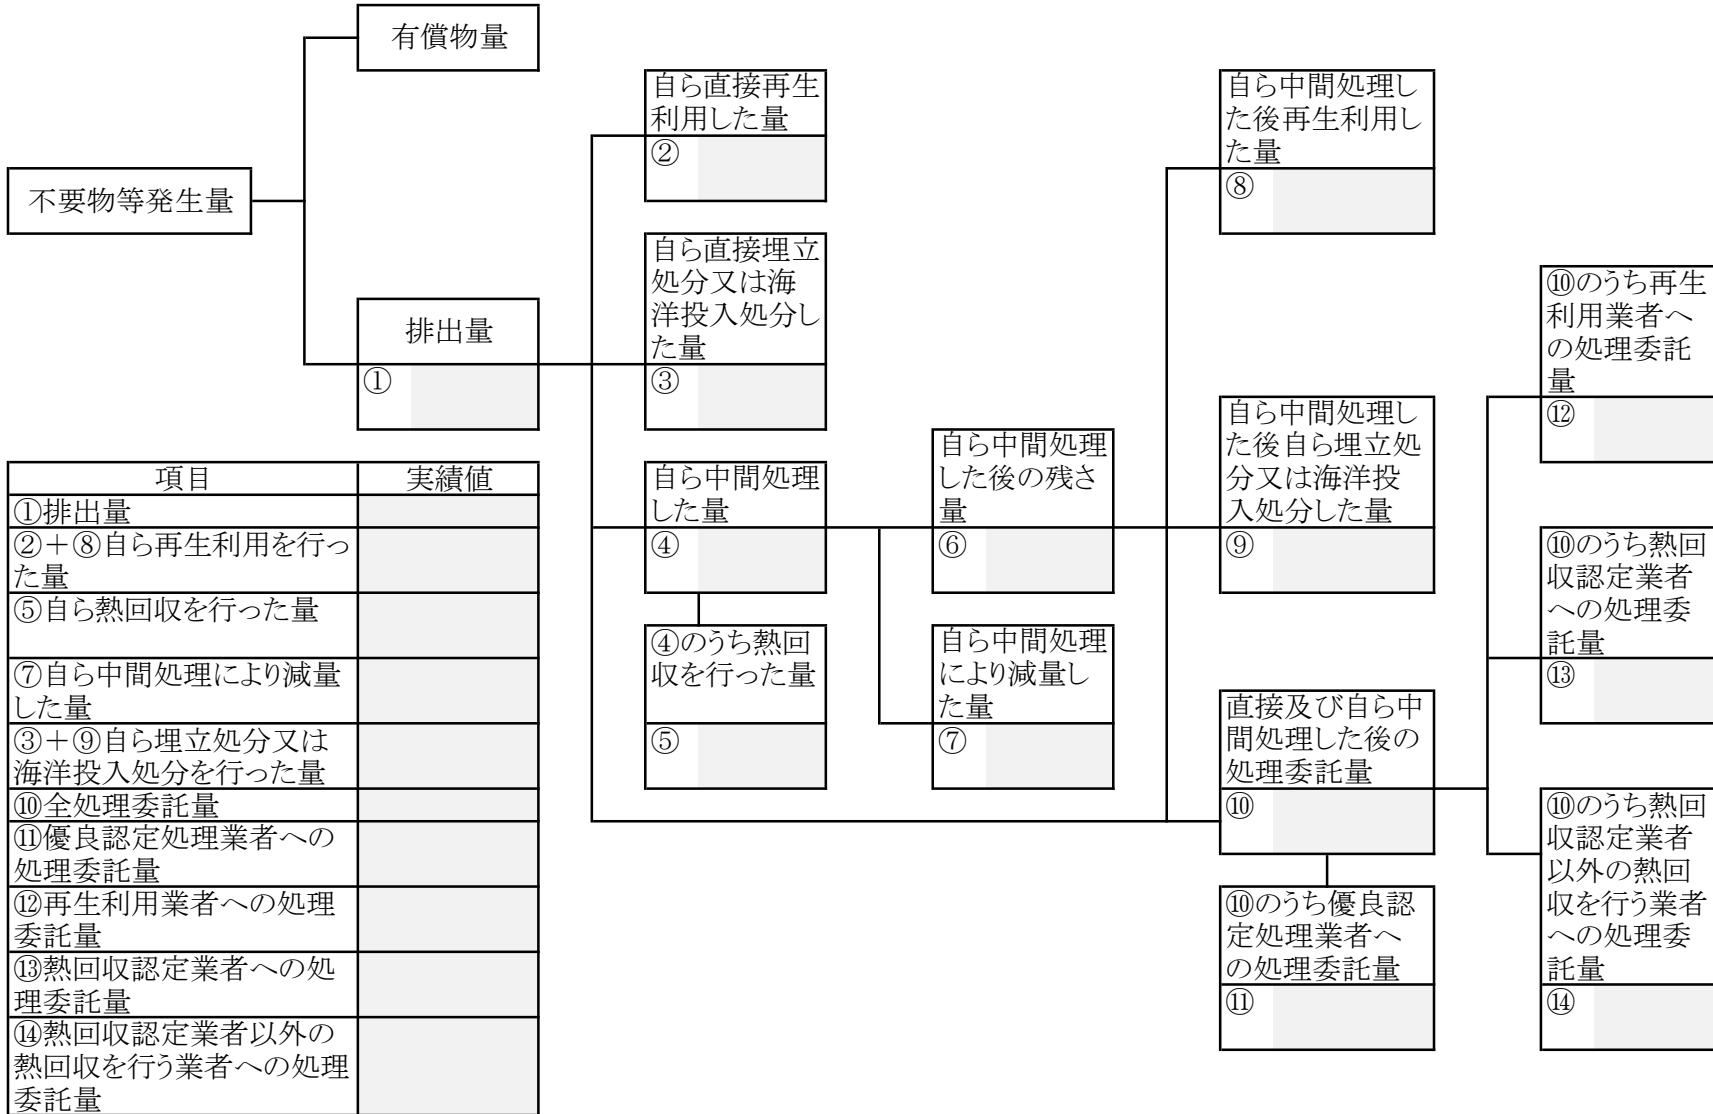 有償物量
不要物等発生量
排出量
①
自ら直接再生
利用した量
②
自ら直接埋立
処分又は海
洋投入処分し
た量
③
自ら中間処理
した量
④
④のうち熱回
収を行った量
⑤
自ら中間処理
した後の残さ
量
⑥
自ら中間処理
により減量し
た量
⑦
自ら中間処理し
た後再生利用し
た量
⑧
自ら中間処理し
た後自ら埋立処
分又は海洋投
入処分した量
⑨
直接及び自ら中
間処理した後の
処理委託量
⑩
⑩のうち優良認
定処理業者へ
の処理委託量
⑪
⑩のうち再生
利用業者へ
の処理委託
量
⑫
⑩のうち熱回
収認定業者
への処理委
託量
⑬
⑩のうち熱回
収認定業者
以外の熱回
収を行う業者
への処理委
託量
⑭
項目 実績値
①排出量
②＋⑧自ら再生利用を行っ
た量
⑤自ら熱回収を行った量
⑦自ら中間処理により減量
した量
③＋⑨自ら埋立処分又は
海洋投入処分を行った量
⑩全処理委託量
⑪優良認定処理業者への
処理委託量
⑫再生利用業者への処理
委託量
⑬熱回収認定業者への処
理委託量
⑭熱回収認定業者以外の
熱回収を行う業者への処理
委託量